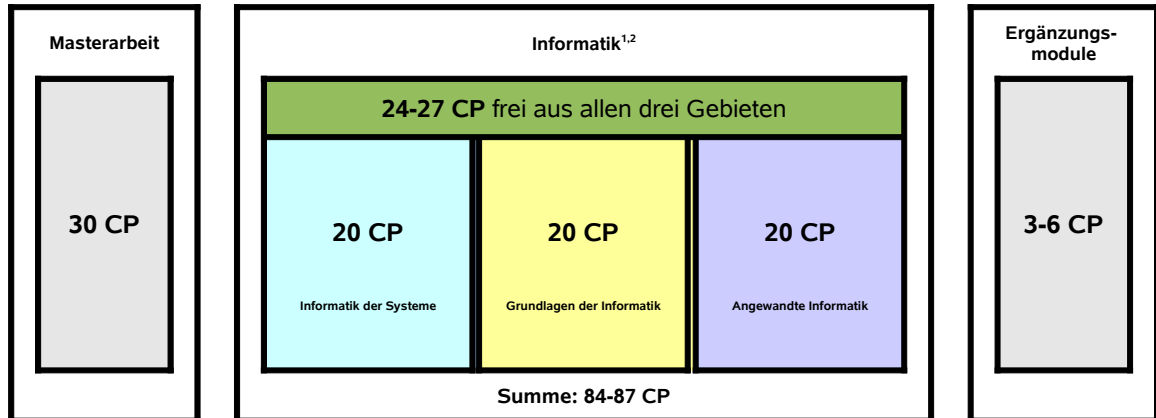 Masterarbeit
30 CP
Informatik1,2
24-27 CP frei aus allen drei Gebieten
20 CP
Informatik der Systeme
20 CP
Grundlagen der Informatik
20 CP
Angewandte Informatik
Summe: 84-87 CP
Ergänzungs-
module
3-6 CP